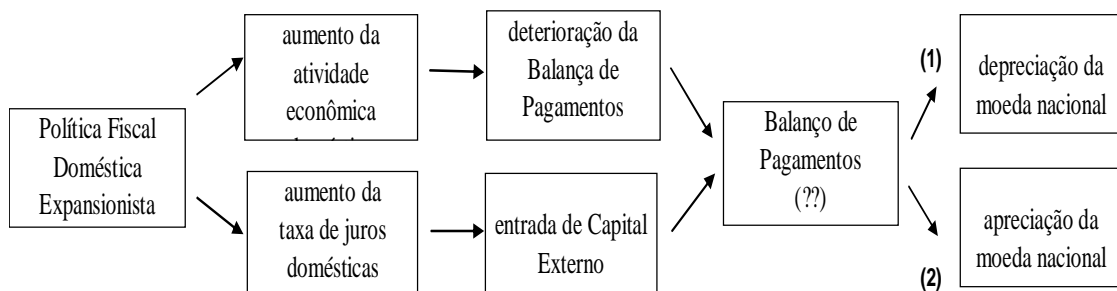 Política Fiscal
Doméstica
Expansionista
aumento da
atividade
econômica
deterioração da
Balança de
Pagamentos
aumento da
taxa de juros
domésticas
entrada de Capital
Externo
Balanço de
Pagamentos
(??)
(1)
depreciação da
moeda nacional
(2)
apreciação da
moeda nacional